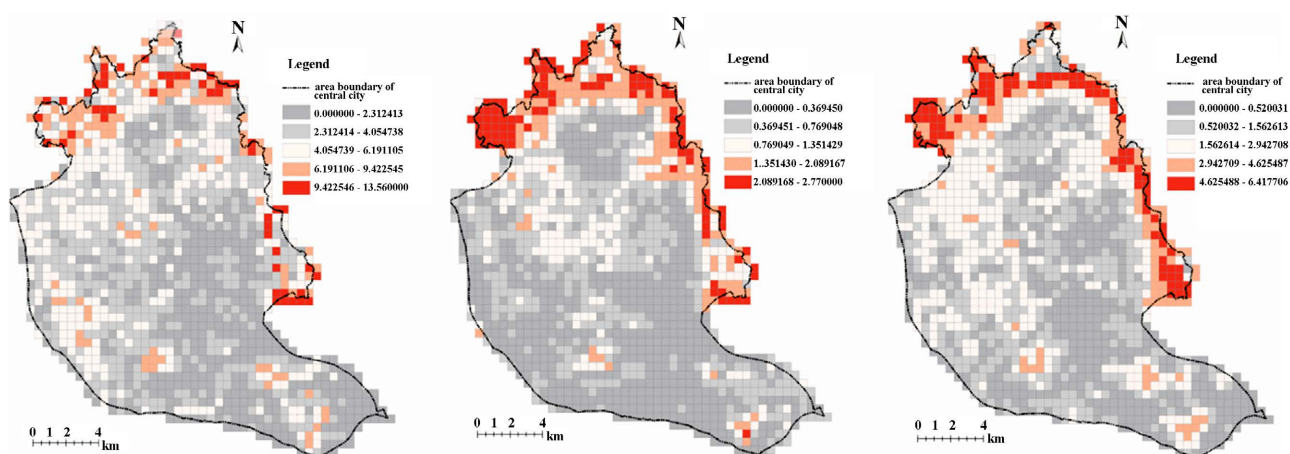 N
Legend
area boundary of
central city
0.000000 - 2.312413
2.312414 - 4.054738
4.054739 - 6.191105
6.191106 - 9.422545
9.422546 - 13.560000
0 1 2 4
km
N
Legend
area boundary of
central city
0.000000 - 0.369450
0.369451 - 0.769048
0.769049 - 1.351429
1..351430 - 2.089167
2.089168 - 2.770000
0 1 2 4
km
N
Legend
area boundary of
central city
0.000000 - 0.520031
0.520032 - 1.562613
1.562614 - 2.942708
2.942709 - 4.625487
4.625488 - 6.417706
0 1 2 4
km